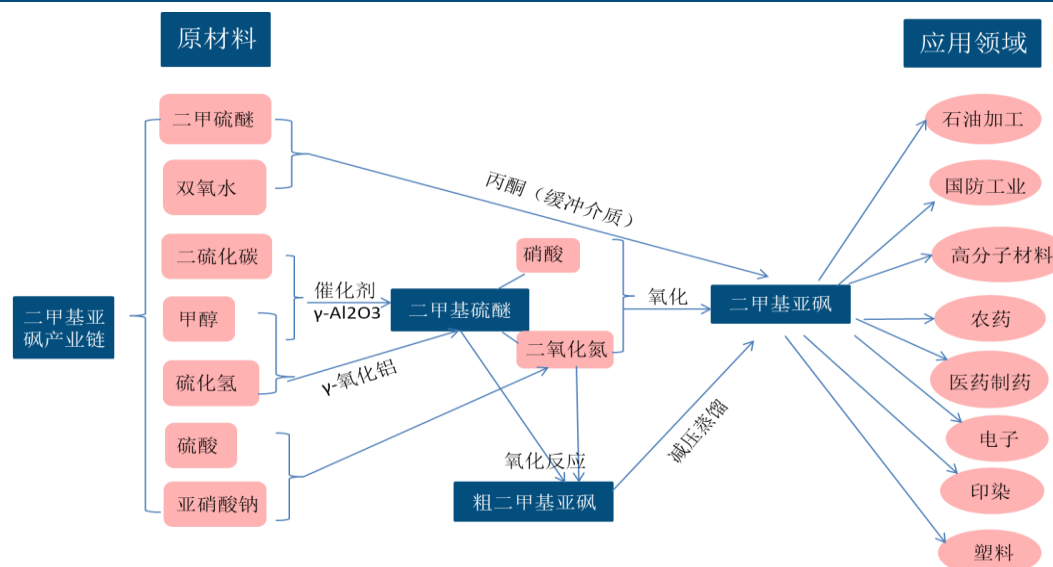 原材料
应用领域
二甲基亚
砜产业链
二甲硫醚
双氧水
二硫化碳
甲醇
硫化氢
硫酸
亚硝酸钠
丙酮（缓冲介质）
催化剂
γ-Al2O3
γ-氧化铝
二甲基硫醚
硝酸
二氧化氮
氧化
氧化反应
粗二甲基亚砜
减压蒸馏
二甲基亚砜
石油加工
国防工业
高分子材料
农药
医药制药
电子
印染
塑料